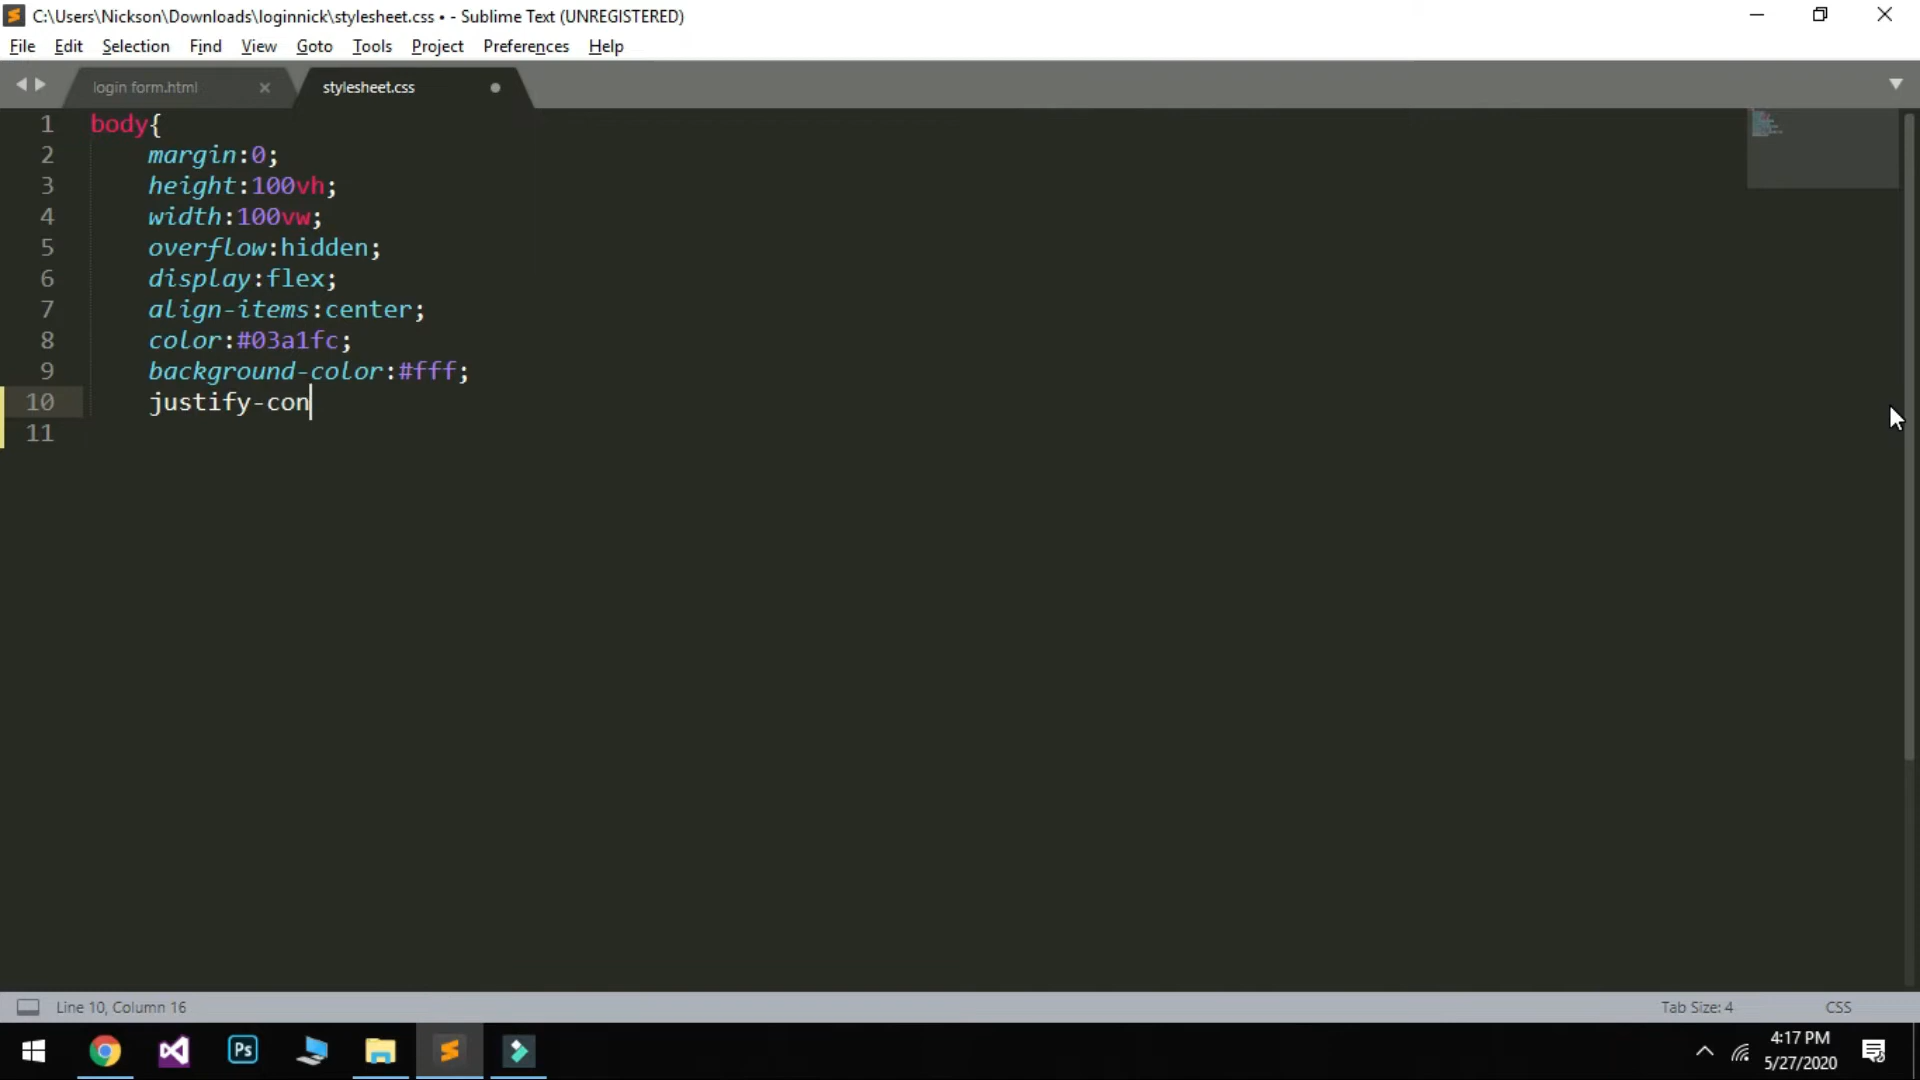 C:\Users\Nickson\Downloads\loginnick\stylesheet.css • - Sublime Text (UNREGISTERED)
File Edit Selection Find View Goto Tools Project Preferences Help
login form.html × stylesheet.css
1 body{
2 margin:0;
3 height:100vh;
4 width:100vw;
5 overflow:hidden;
6 display:flex;
7 align-items:center;
8 color:#03a1fc;
9 background-color:#fff;
10 justify-con
11
Line 10, Column 16 Tab Size: 4 CSS
Ps 4:17 PM
5/27/2020